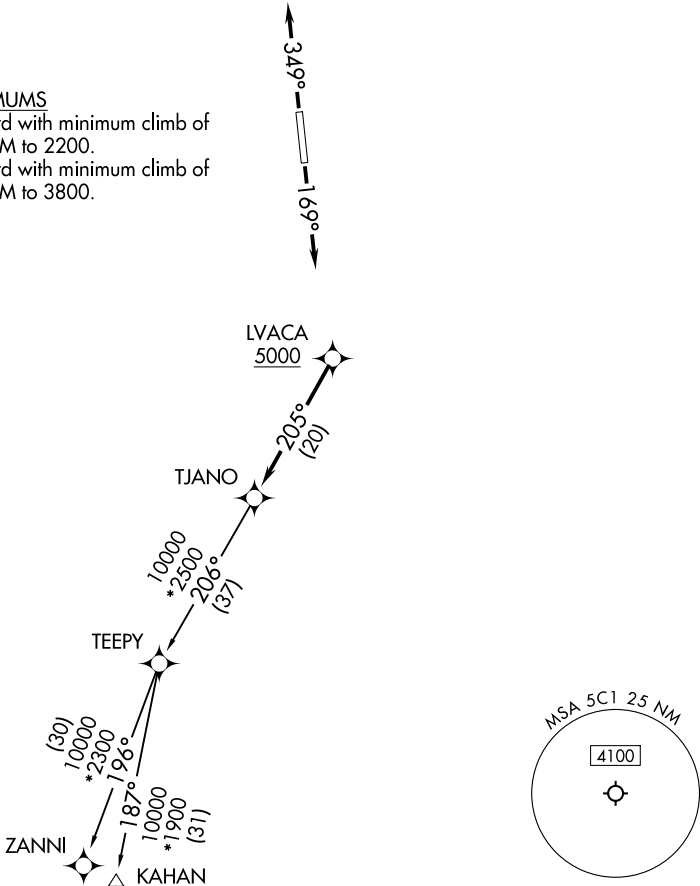 349°
MUMS
rd with minimum climb of
M to 2200.
rd with minimum climb of
M to 3800.
169°
LVACA
5000
205°
(20)
TJANO
10000
*2500
206°
(37)
TEEPY
(30)
10000
*2300
196°
187°
10000
*1900
(31)
MSA 5C1 25 NM
4100
ZANNI
KAHAN